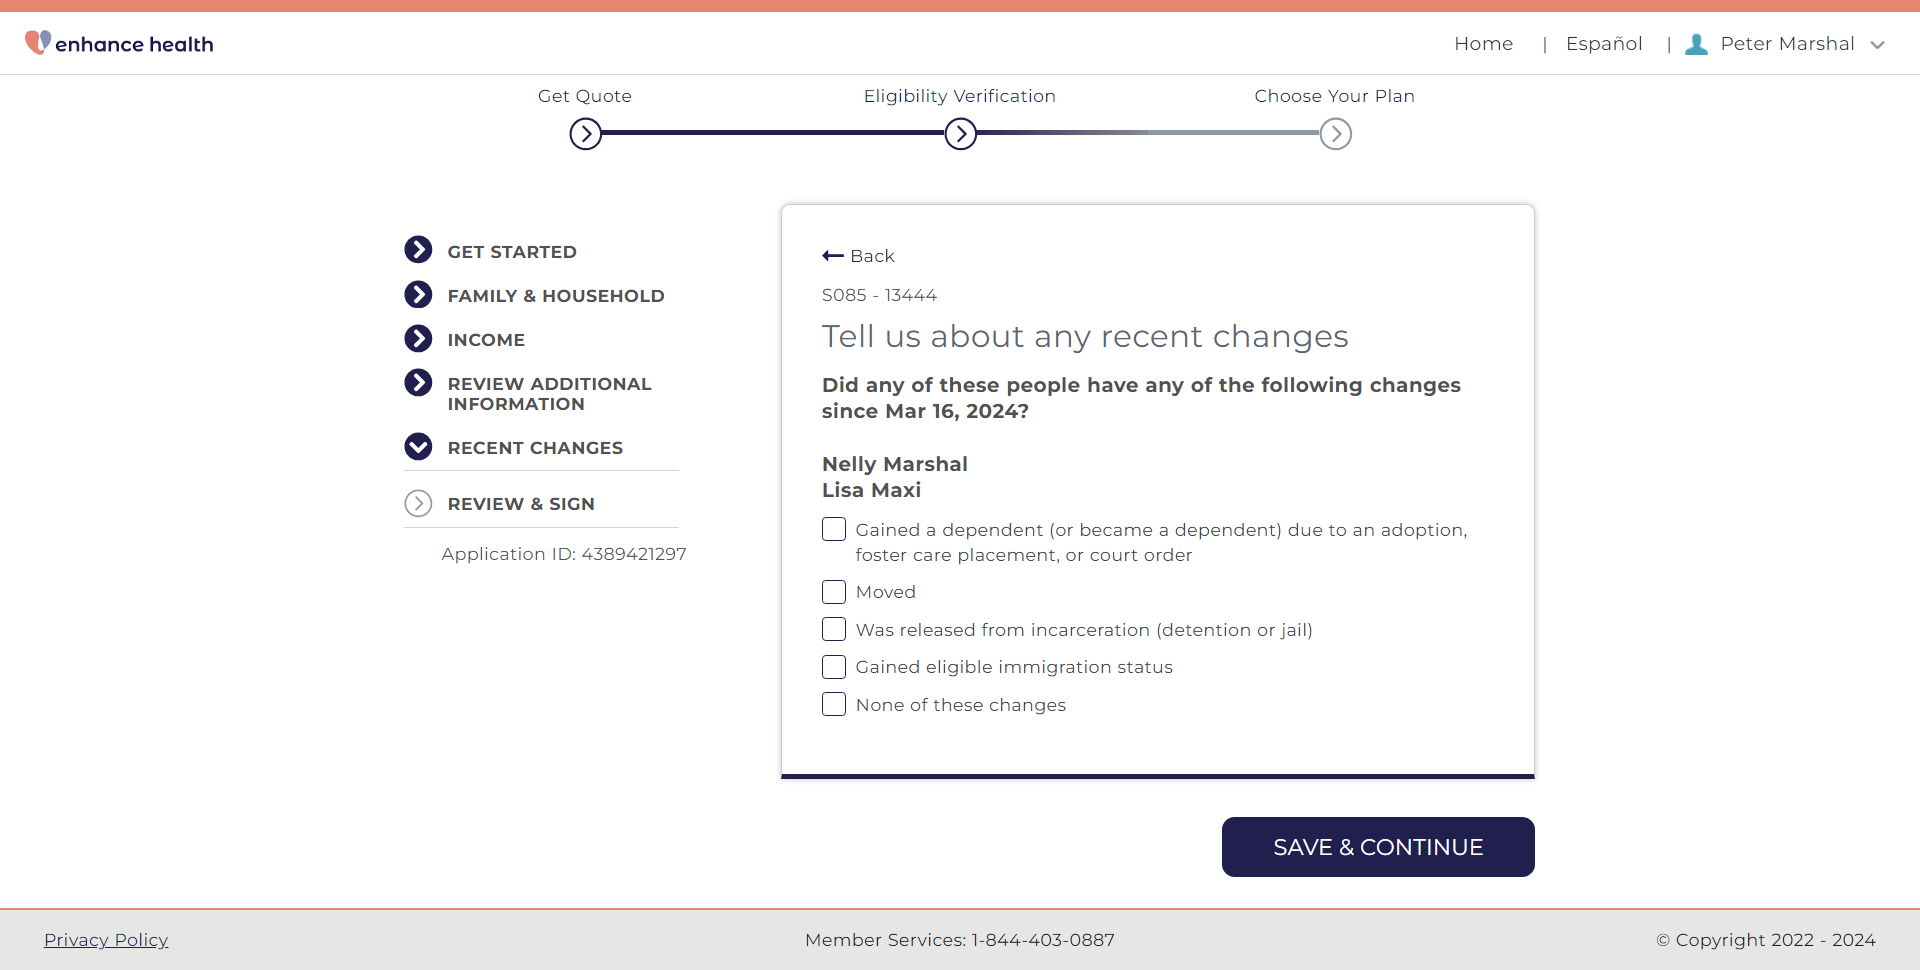 enhance health
Home | Español | Peter Marshal
Get Quote
Eligibility Verification
Choose Your Plan
GET STARTED
FAMILY & HOUSEHOLD
INCOME
REVIEW ADDITIONAL
INFORMATION
RECENT CHANGES
REVIEW & SIGN
Application ID: 4389421297
Back
S085 - 13444
Tell us about any recent changes
Did any of these people have any of the following changes
since Mar 16, 2024?
Nelly Marshal
Lisa Maxi
Gained a dependent (or became a dependent) due to an adoption,
foster care placement, or court order
Moved
Was released from incarceration (detention or jail)
Gained eligible immigration status
None of these changes
SAVE & CONTINUE
Privacy Policy
Member Services: 1-844-403-0887
© Copyright 2022 - 2024